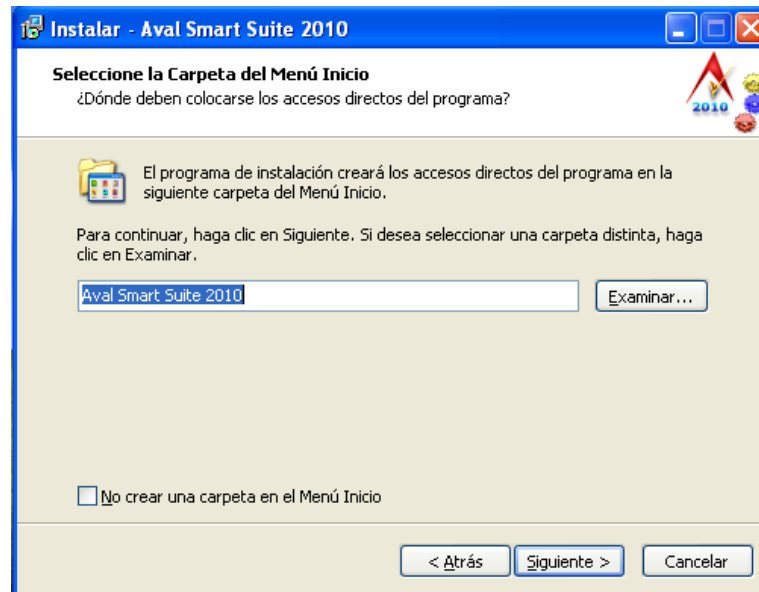 Instalar - Aval Smart Suite 2010
Seleccione la Carpeta del Menú Inicio
¿Dónde deben colocarse los accesos directos del programa?
2010
El programa de instalación creará los accesos directos del programa en la
siguiente carpeta del Menú Inicio.
Para continuar, haga clic en Siguiente. Si desea seleccionar una carpeta distinta, haga
clic en Examinar.
Aval Smart Suite 2010
Examinar...
No crear una carpeta en el Menú Inicio
< Atrás
Siguiente >
Cancelar